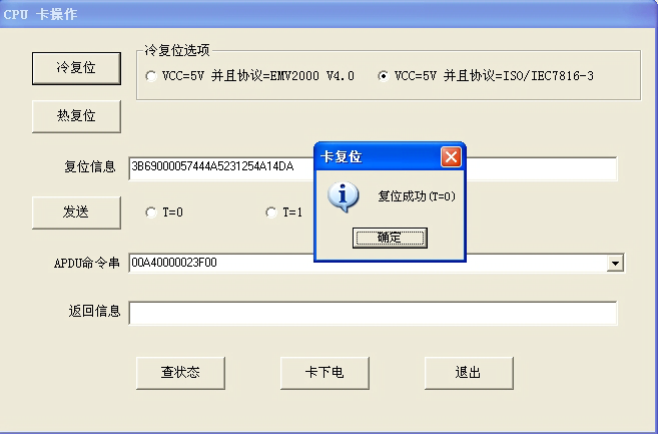 CPU 卡操作
冷复位
冷复位选项
VCC=5V 并且协议=EMV2000 V4.0
VCC=5V 并且协议=ISO/IEC7816-3
热复位
卡复位
复位成功(T=0)
确定
复位信息
3B69000057444A5231254A14DA
发送
T=0
T=1
APDU命令串
00A40000023F00
返回信息
查状态
卡下电
退出